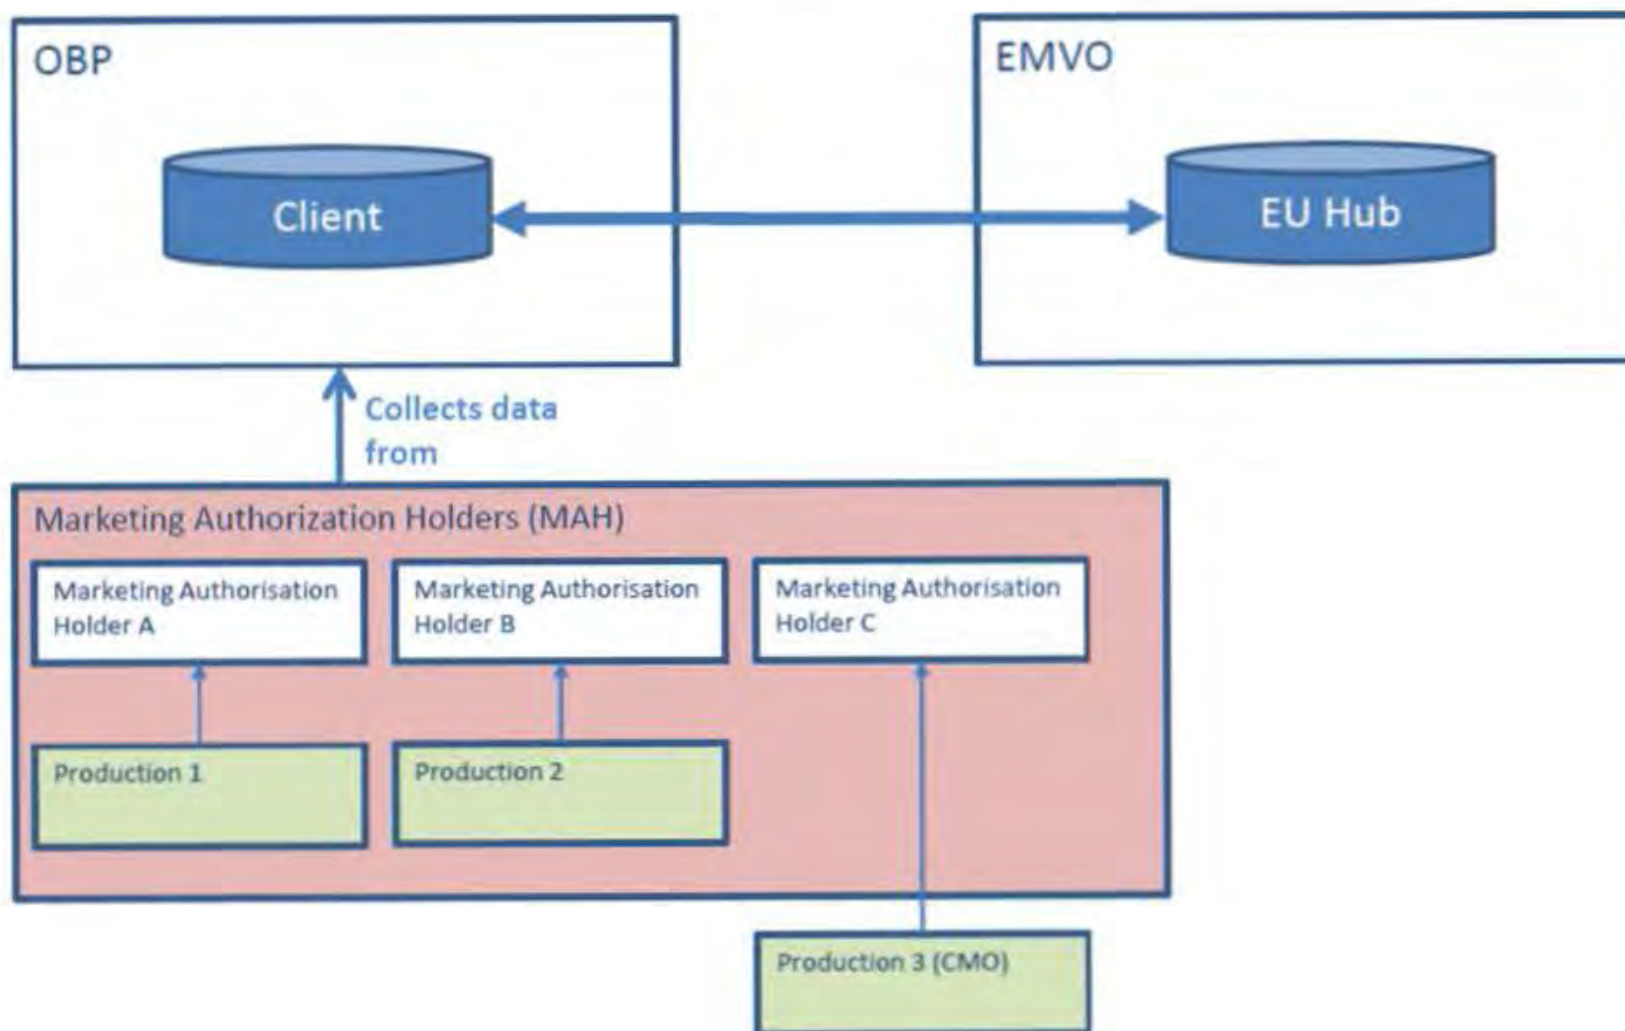 OBP
EMVO
Client
EU Hub
Collects data
from
Marketing Authorization Holders (MAH)
Marketing Authorisation
Holder A
Marketing Authorisation
Holder B
Marketing Authorisation
Holder C
Production 1
Production 2
Production 3 (CMO)